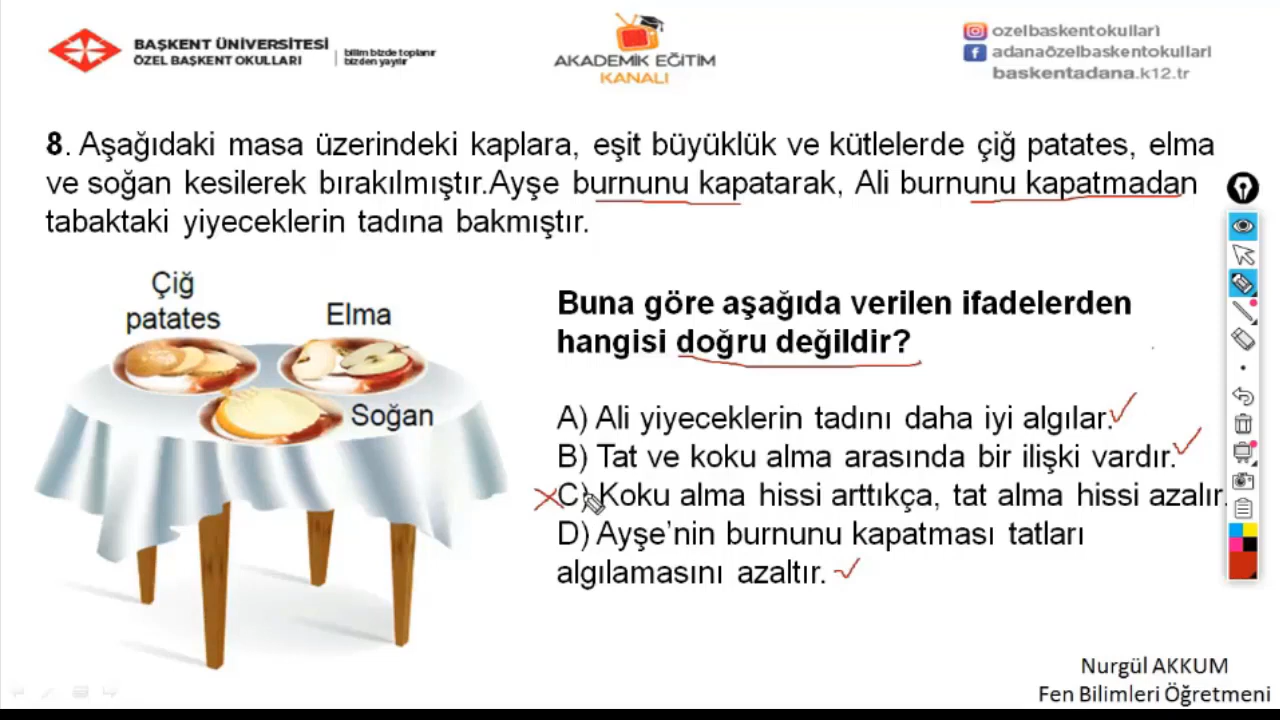 BAŞKENT ÜNİVERSİTESİ
ÖZEL BAŞKENT OKULLARI
bilim bizde toplanır
bizden yayılır
AKADEMİK EĞİTİM
KANALI
ozelbaskentokulları
adanaözelbaskentokulları
baskentadana.k12.tr
8. Aşağıdaki masa üzerindeki kaplara, eşit büyüklük ve kütlelerde çiğ patates, elma
ve soğan kesilerek bırakılmıştır.Ayşe burnunu kapatarak, Ali burnunu kapatmadan
tabaktaki yiyeceklerin tadına bakmıştır.
Çiğ
patates
Elma
Soğan
Buna göre aşağıda verilen ifadelerden
hangisi doğru değildir?
A) Ali yiyeceklerin tadını daha iyi algılar.
B) Tat ve koku alma arasında bir ilişki vardır.
C) Koku alma hissi arttıkça, tat alma hissi azalır.
D) Ayşe’nin burnunu kapatması tatları
algılamasını azaltır.
Nurgül AKKUM
Fen Bilimleri Öğretmeni